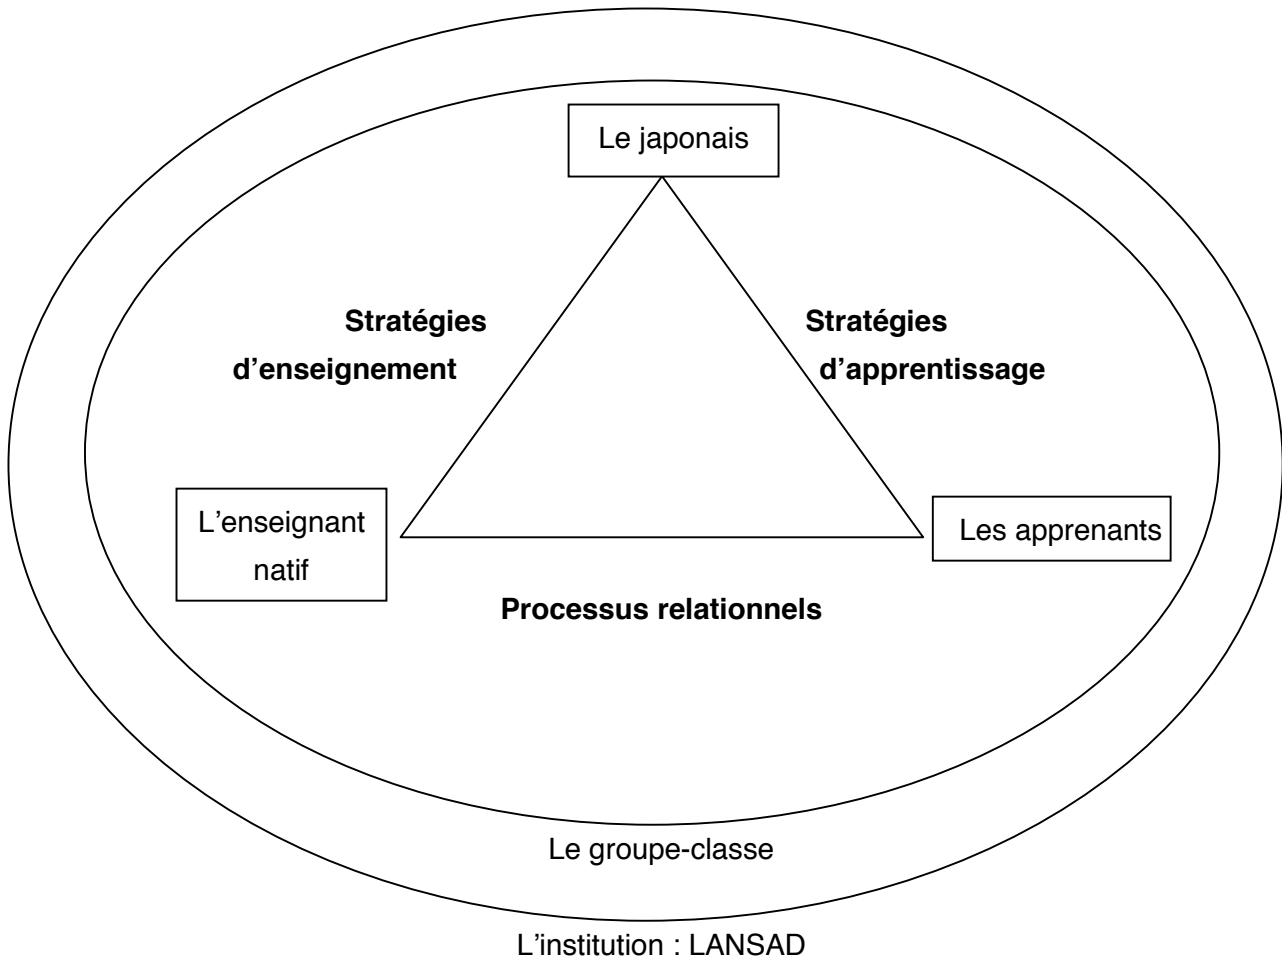 Le japonais
Stratégies
d’enseignement
Stratégies
d’apprentissage
L’enseignant
natif
Les apprenants
Processus relationnels
Le groupe-classe
L’institution : LANSAD